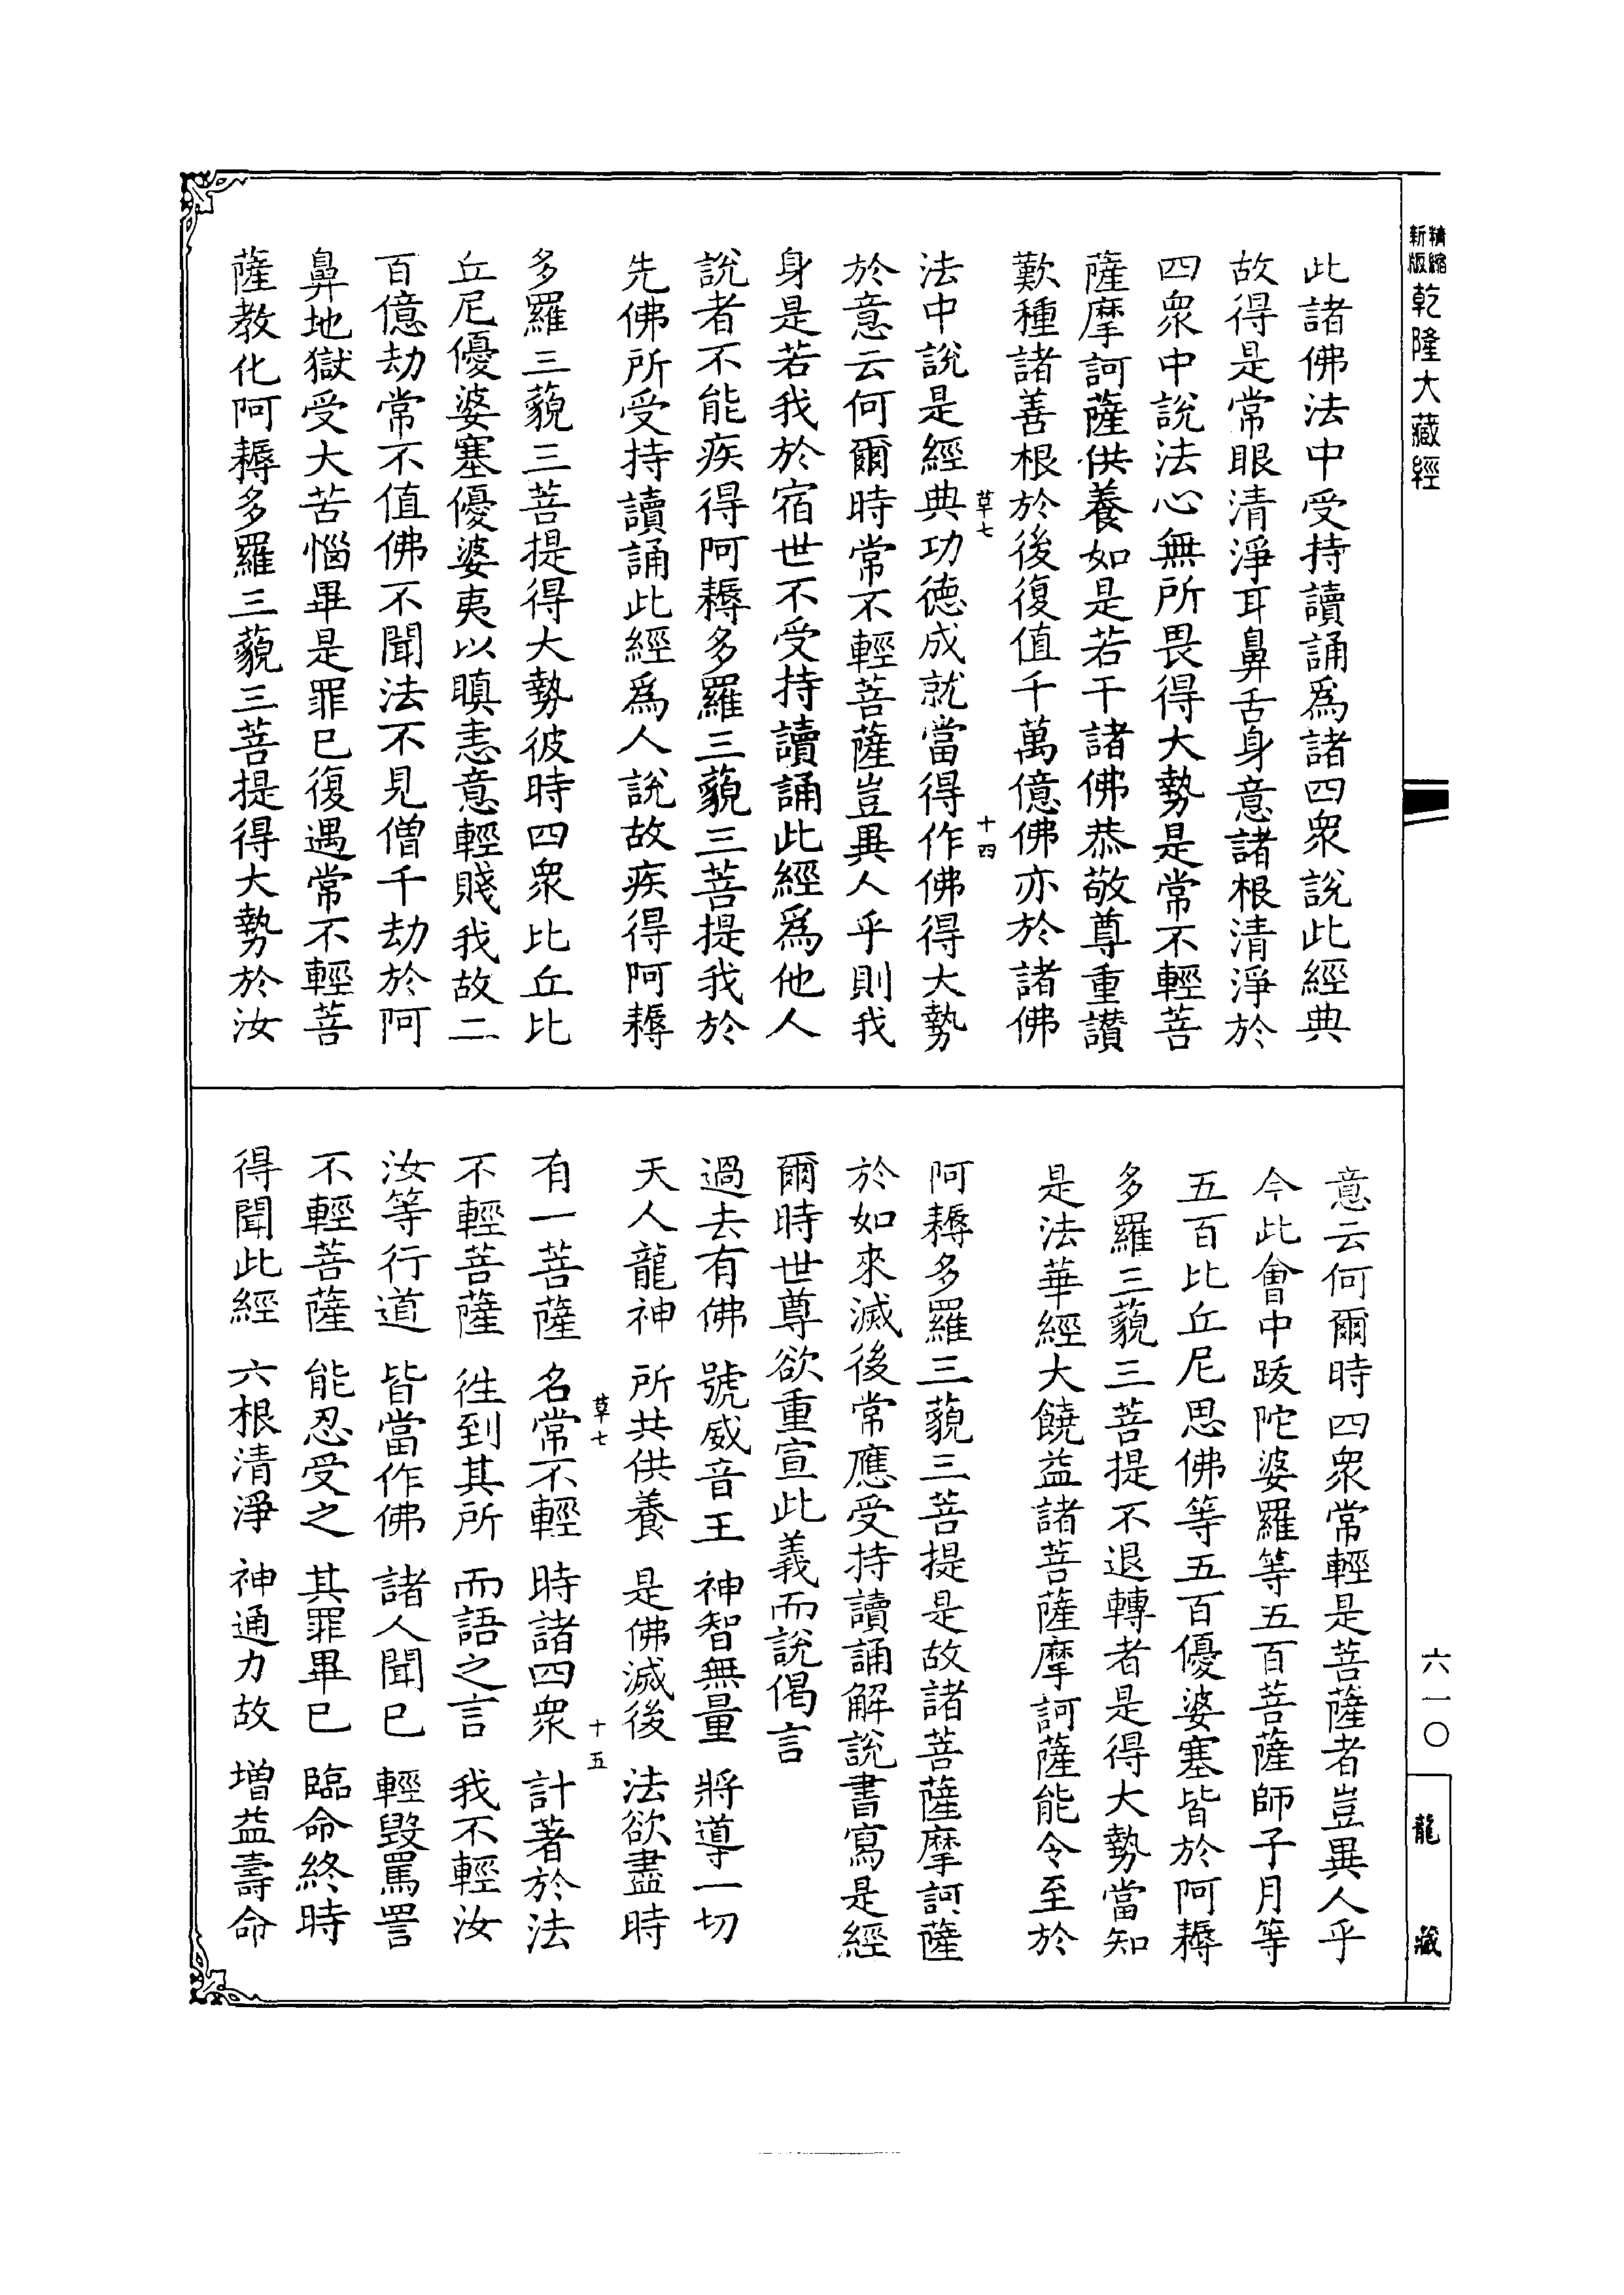 精縮
新版
乾隆大藏經
六一〇
龍藏
此諸佛法中受持讀誦爲諸四衆說此經典
故得是常眼清淨耳鼻舌身意諸根清淨於
四衆中說法心無所畏得大勢是常不輕菩
薩摩訶薩供養如是若干諸佛恭敬尊重讃
歎種諸善根於後復值千萬億佛亦於諸佛
草七
十四
法中說是經典功德成就當得作佛得大勢
於意云何爾時常不輕菩薩豈異人乎則我
身是若我於宿世不受持讀誦此經爲他人
說者不能疾得阿耨多羅三藐三菩提我於
先佛所受持讀誦此經爲人說故疾得阿耨
多羅三藐三菩提得大勢彼時四衆比丘比
丘尼優婆塞優婆夷以瞋恚意輕賤我故二
百億劫常不值佛不聞法不見僧千劫於阿
鼻地獄受大苦惱畢是罪已復遇常不輕菩
薩教化阿耨多羅三藐三菩提得大勢於汝
意云何爾時四衆常輕是菩薩者豈異人乎
今此會中䟦陀婆羅等五百菩薩師子月等
五百比丘尼思佛等五百優婆塞皆於阿耨
多羅三藐三菩提不退轉者是得大勢當知
是法華經大饒益諸菩薩摩訶薩能令至於
阿耨多羅三藐三菩提是故諸菩薩摩訶薩
於如來滅後常應受持讀誦解說書寫是經
爾時世尊欲重宣此義而說偈言
過去有佛　號威音王　神智無量　將導一切
天人龍神　所共供養　是佛滅後　法欲盡時
草七
十五
有一菩薩　名常不輕　時諸四衆　計著於法
不輕菩薩　徃到其所　而語之言　我不輕汝
汝等行道　皆當作佛　諸人聞已　輕毀罵詈
不輕菩薩　能忍受之　其罪畢已　臨命終時
得聞此經　六根清淨　神通力故　增益壽命